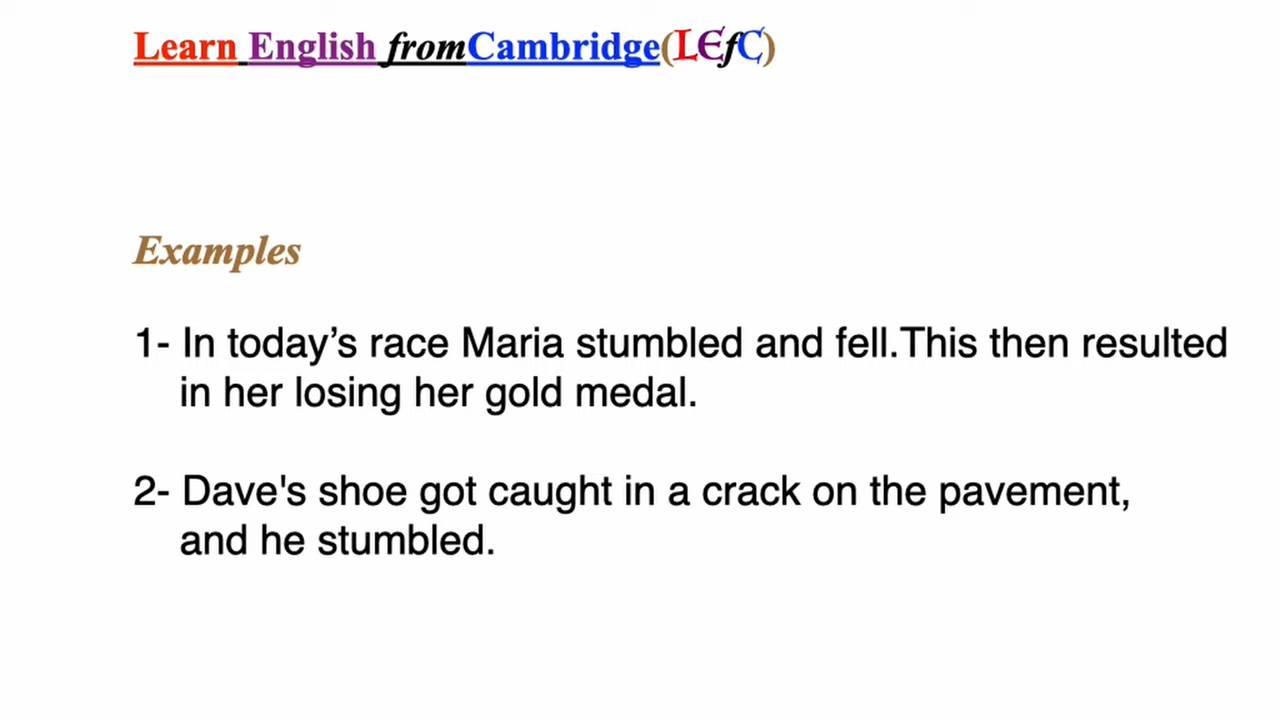 Learn English fromCambridge(LEfC)
Examples
1- In today’s race Maria stumbled and fell.This then resulted
in her losing her gold medal.
2- Dave's shoe got caught in a crack on the pavement,
and he stumbled.